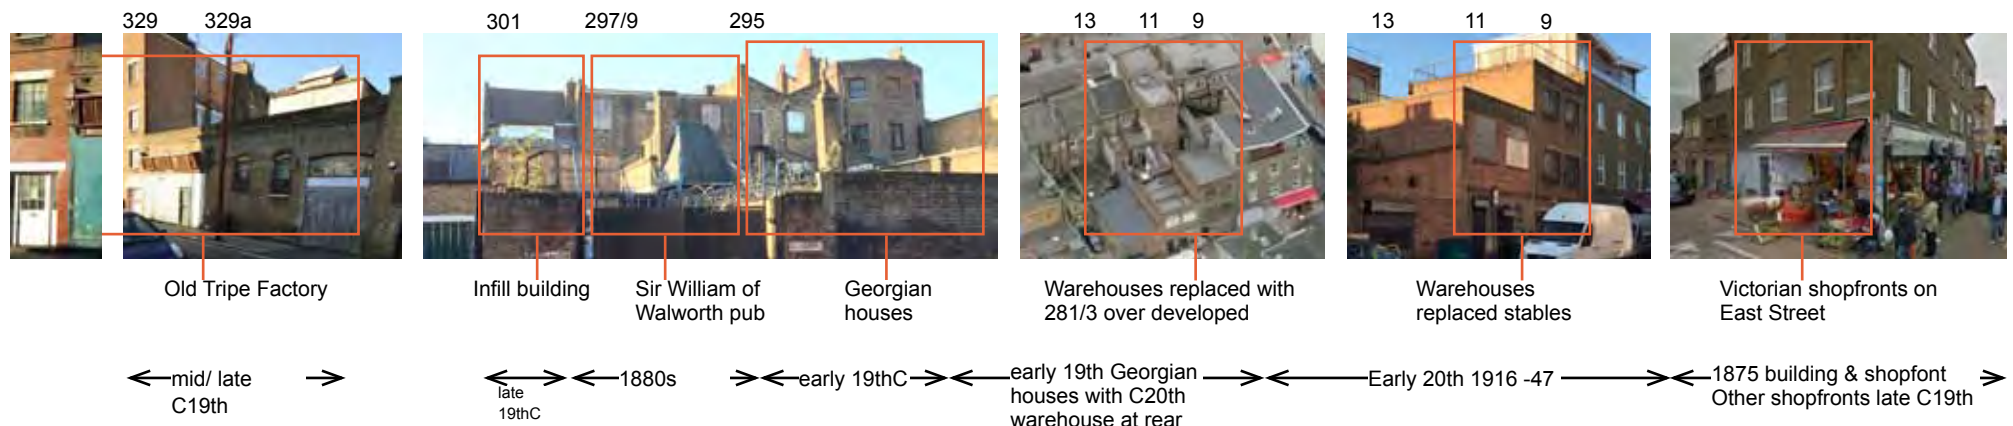 329 329a 301 297/9 295 13 11 9 13 11 9
Old Tripe Factory
Infill building
Sir William of
Walworth pub
Georgian
houses
Warehouses replaced with
281/3 over developed
Warehouses
replaced stables
Victorian shopfronts on
East Street
mid/ late
C19th
late
19thC
1880s
early 19thC
early 19th Georgian
houses with C20th
warehouse at rear
Early 20th 1916 -47
1875 building & shopfont
Other shopfronts late C19th